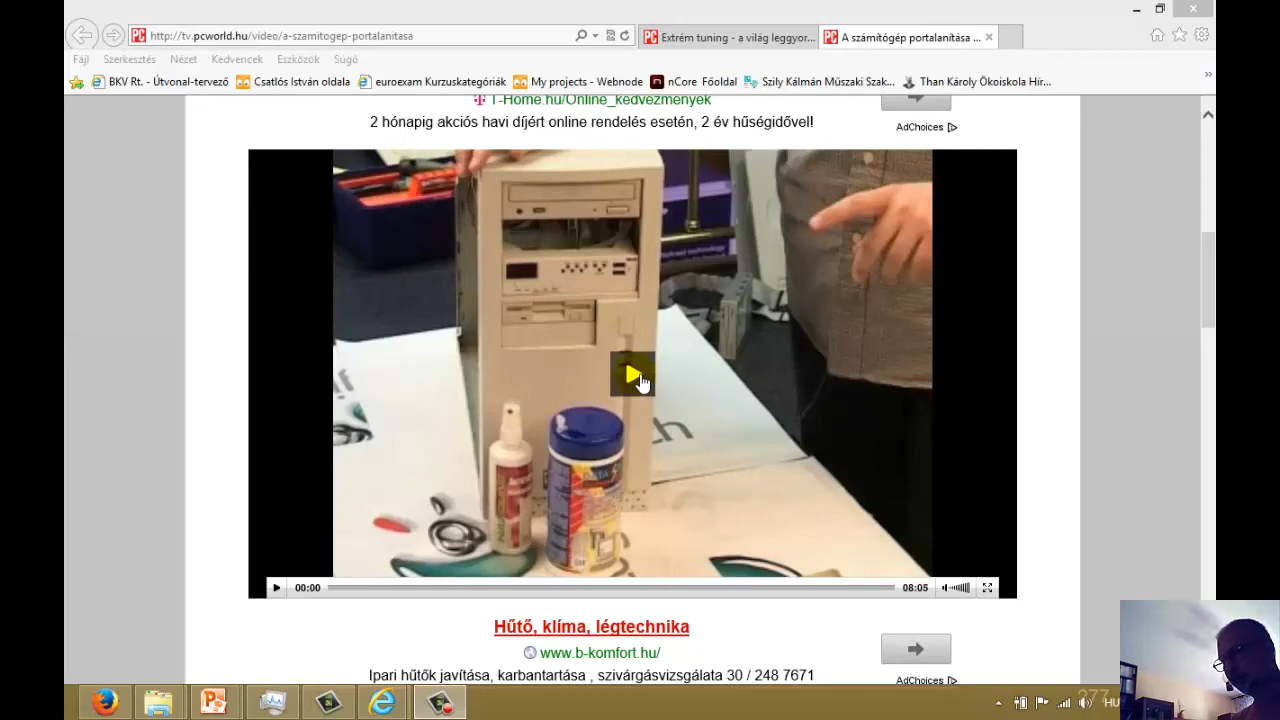 http://tv.pcworld.hu/video/a-szamitogep-portalanitasa
Extrém tuning - a világ leggyor...
A számítógép portalanítása ...
Fájl Szerkesztés Nézet Kedvencek Eszközök Súgó
BKV Rt. - Útvonal-tervező Csatlós István oldala euroexam Kurzuskategóriák My projects - Webnode nCore Főoldal Szily Kálmán Műszaki Szak... Than Károly Ökoiskola Hír...
T-Home.hu/Online_kedvezmények
2 hónapig akciós havi díjért online rendelés esetén, 2 év hűségidővel!
AdChoices
00:00
08:05
Hűtő, klíma, légtechnika
www.b-komfort.hu/
Ipari hűtők javítása, karbantartása , szivárgásvizsgálata 30 / 248 7671
AdChoices
277
HU